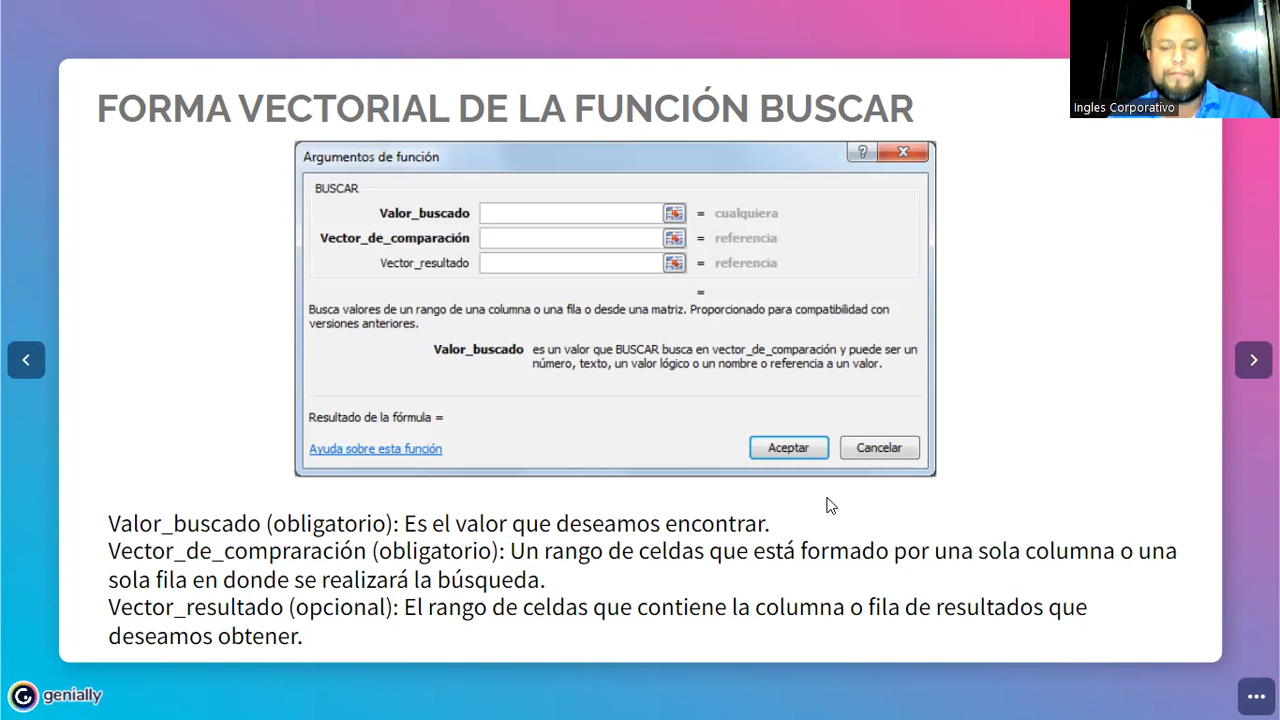 Ingles Corporativo
FORMA VECTORIAL DE LA FUNCIÓN BUSCAR
Argumentos de función
?
BUSCAR
Valor_buscado = cualquiera
Vector_de_comparación = referencia
Vector_resultado = referencia
=
Busca valores de un rango de una columna o una fila o desde una matriz. Proporcionado para compatibilidad con
versiones anteriores.
Valor_buscado es un valor que BUSCAR busca en vector_de_comparación y puede ser un
número, texto, un valor lógico o un nombre o referencia a un valor.
Resultado de la fórmula =
Ayuda sobre esta función
Aceptar Cancelar
Valor_buscado (obligatorio): Es el valor que deseamos encontrar.
Vector_de_compraración (obligatorio): Un rango de celdas que está formado por una sola columna o una
sola fila en donde se realizará la búsqueda.
Vector_resultado (opcional): El rango de celdas que contiene la columna o fila de resultados que
deseamos obtener.
genially